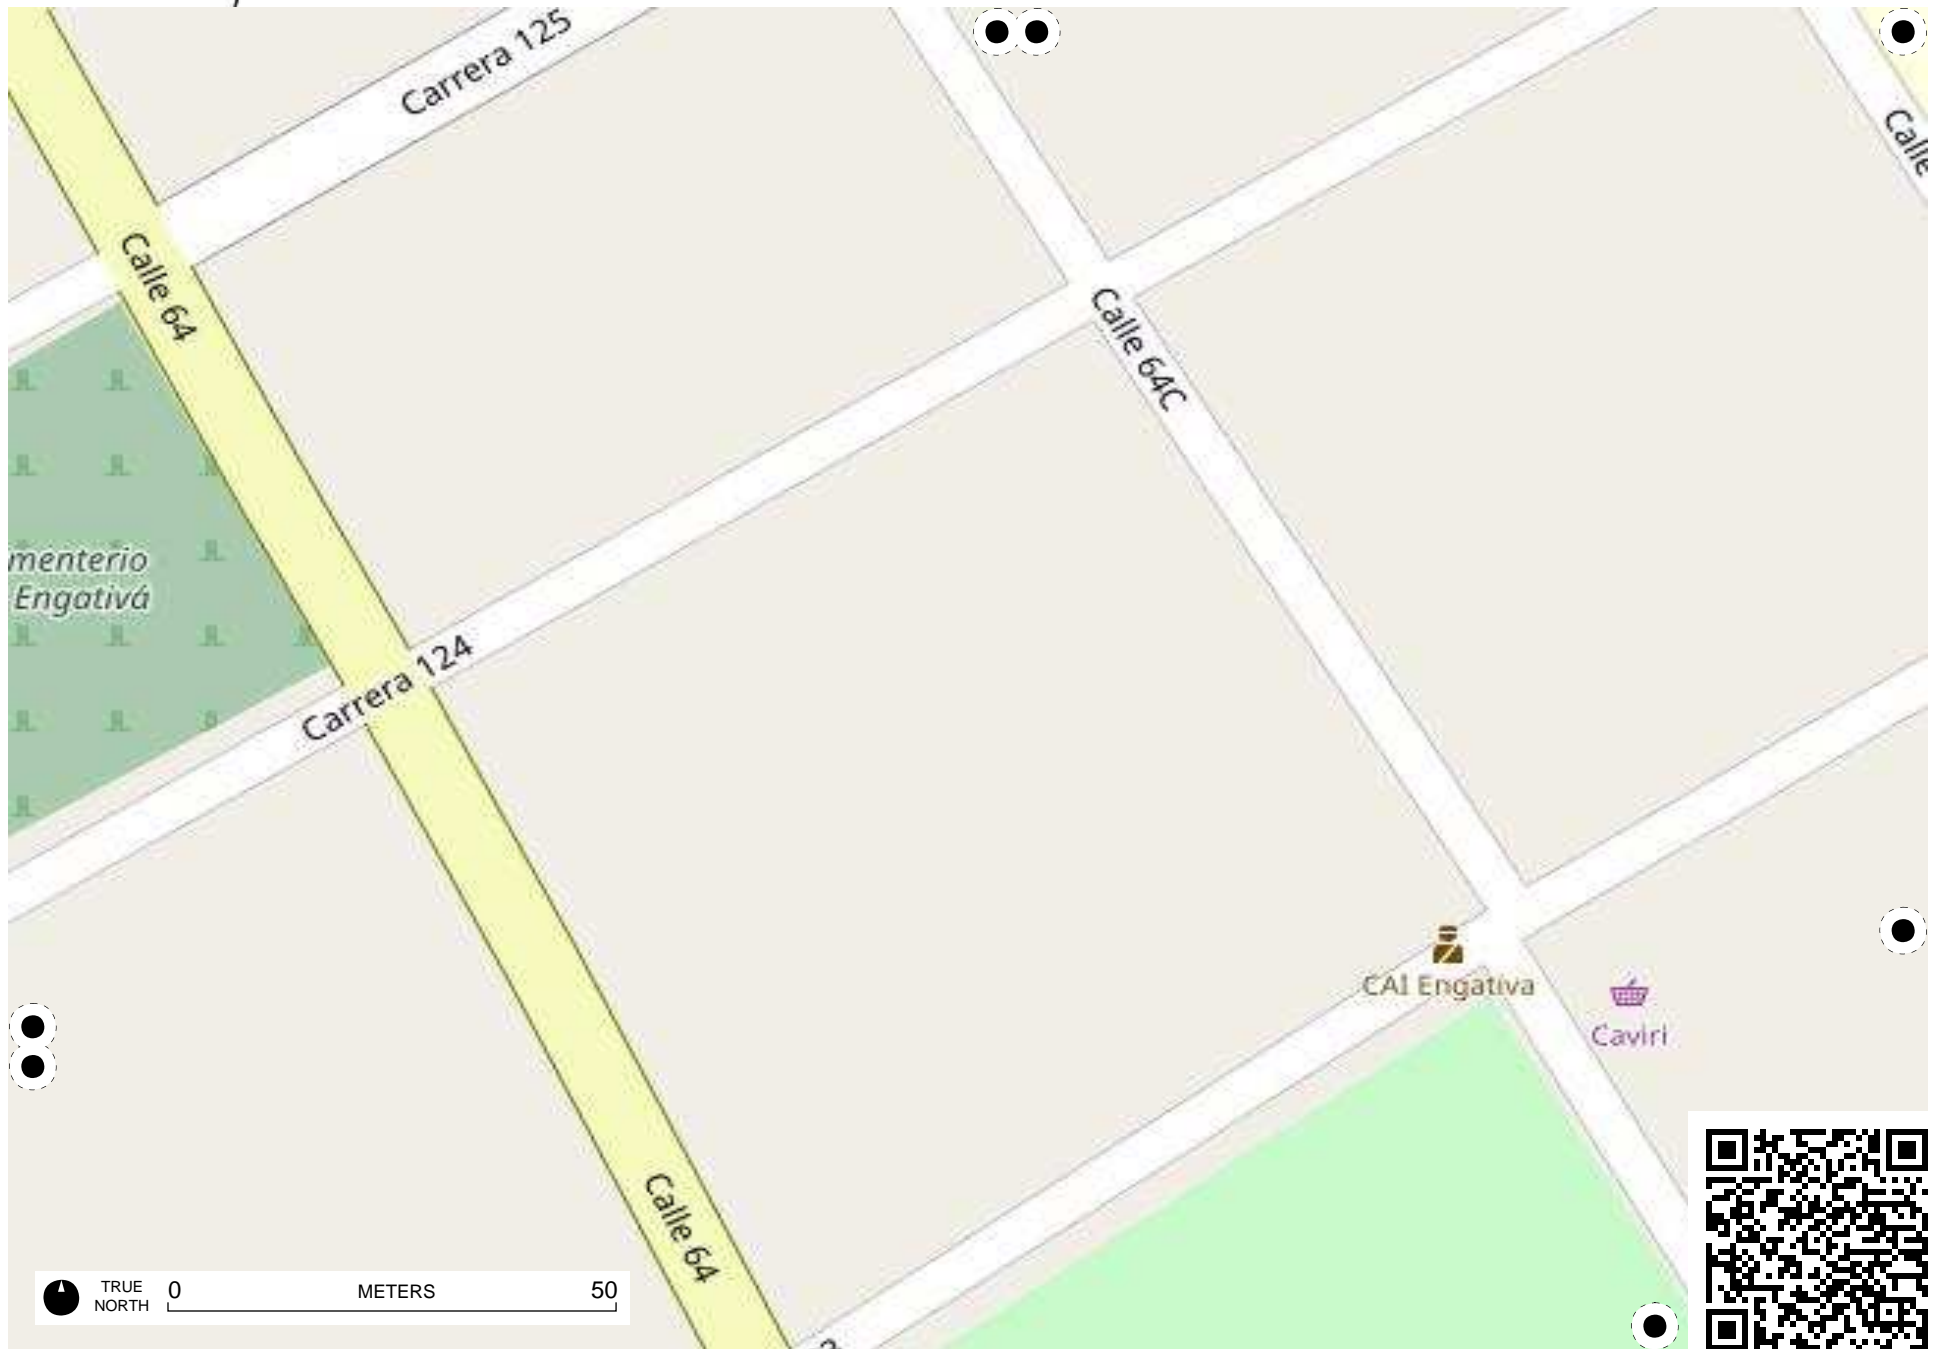 Carrera 125
Calle
Calle 64
Calle 64C
menterio
Engativá
Carrera 124
CAI Engativa
Caviri
Calle 64
TRUE
NORTH
0 METERS 50